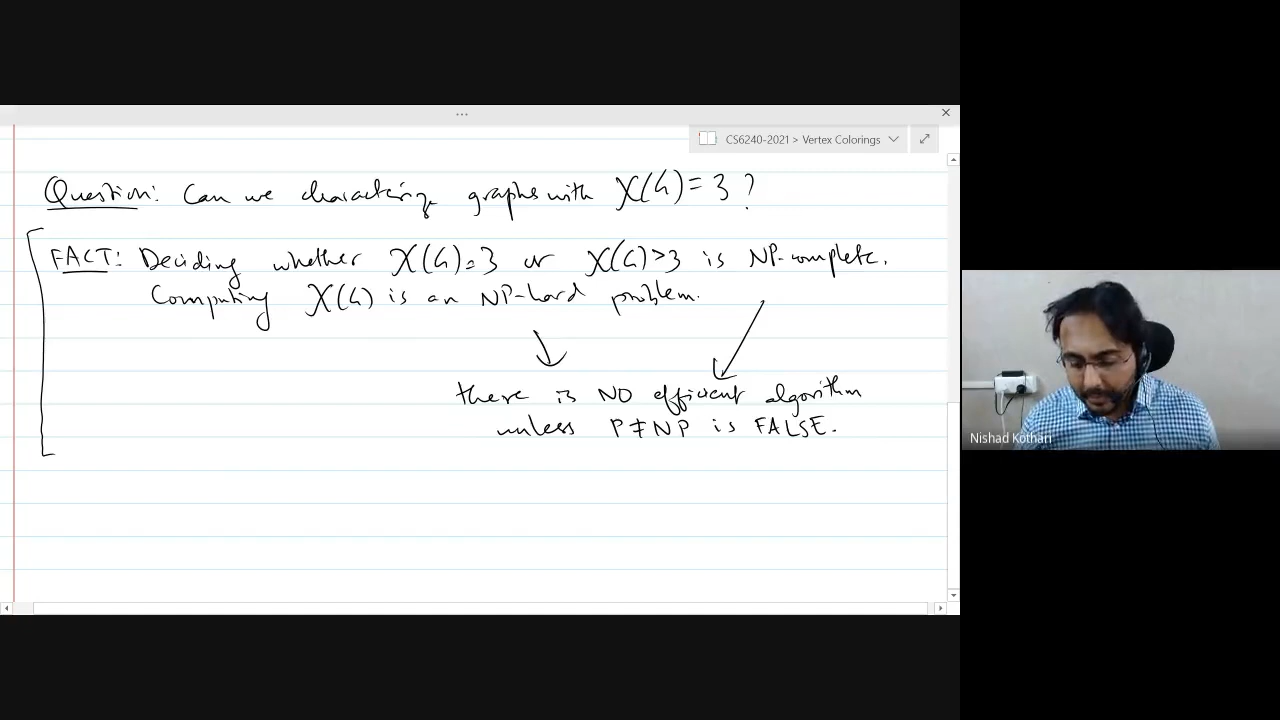 CS6240-2021 > Vertex Colorings
Question: Can we characterize graphs with χ(G)=3?
FACT: Deciding whether χ(G)=3 or χ(G)>3 is NP-complete.
Computing χ(G) is an NP-hard problem.
there is NO efficient algorithm
unless P≠NP is FALSE.
Nishad Kothari